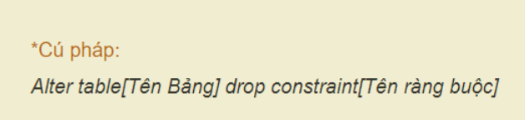 *Cú pháp:
Alter table[Tên Bảng] drop constraint[Tên ràng buộc]